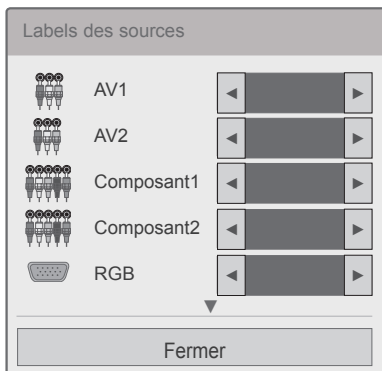 Labels des sources
AV1
AV2
Composant1
Composant2
RGB
Fermer